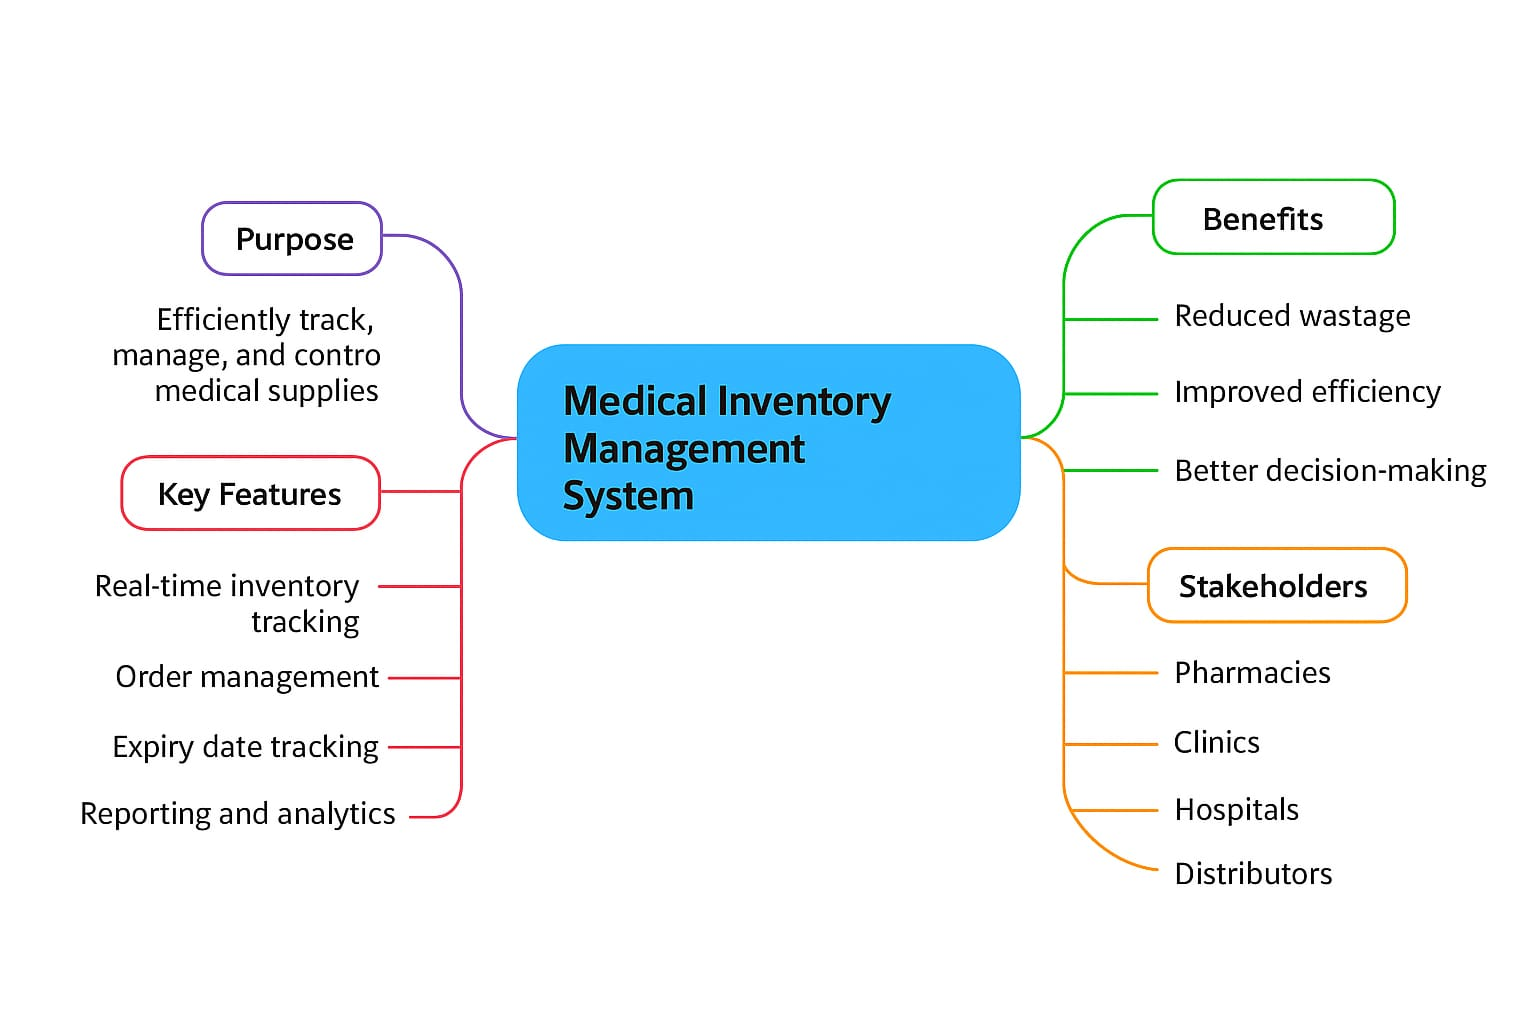 Purpose
Efficiently track,
manage, and contro
medical supplies
Key Features
Real-time inventory
tracking
Order management
Expiry date tracking
Reporting and analytics
Medical Inventory
Management
System
Benefits
Reduced wastage
Improved efficiency
Better decision-making
Stakeholders
Pharmacies
Clinics
Hospitals
Distributors